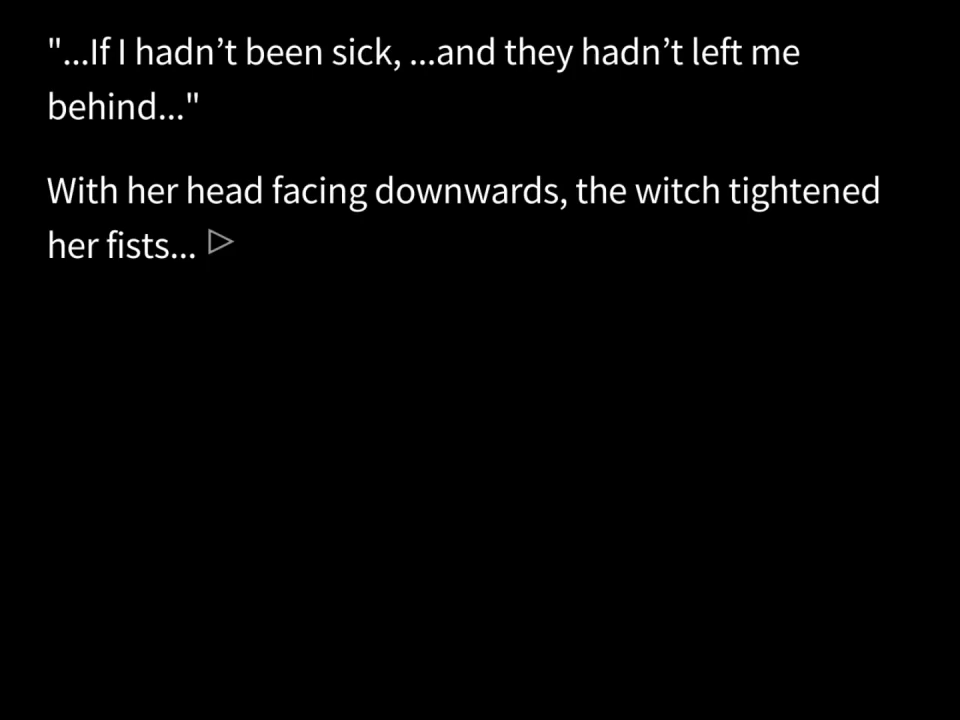 "...If I hadn’t been sick, ...and they hadn’t left me
behind..."
With her head facing downwards, the witch tightened
her fists...